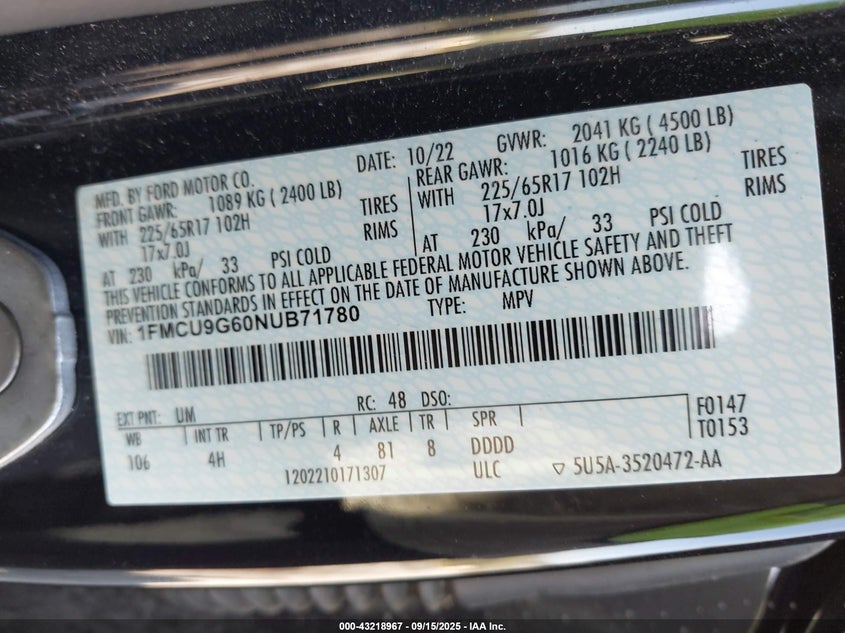 MFD. BY FORD MOTOR CO. DATE: 10/22 GVWR: 2041 KG ( 4500 LB)
FRONT GAWR: 1089 KG ( 2400 LB) REAR GAWR: 1016 KG ( 2240 LB)
WITH 225/65R17 102H TIRES WITH 225/65R17 102H TIRES
17x7.0J RIMS 17x7.0J RIMS
AT 230 kPa/ 33 PSI COLD AT 230 kPa/ 33 PSI COLD
THIS VEHICLE CONFORMS TO ALL APPLICABLE FEDERAL MOTOR VEHICLE SAFETY AND THEFT
PREVENTION STANDARDS IN EFFECT ON THE DATE OF MANUFACTURE SHOWN ABOVE.
VIN: 1FMCU9G60NUB71780 TYPE: MPV
EXT PNT: UM RC: 48 DSO: F0147
WB INT TR TP/PS R AXLE TR SPR T0153
106 4H 4 81 8 DDDD
1202210171307 ULC ▽ 5U5A-3520472-AA
000-43218967 - 09/15/2025 - IAA Inc.